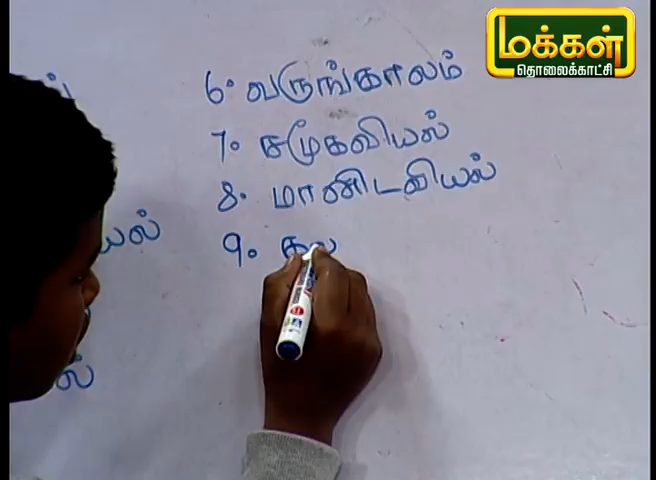 மக்கள்
தொலைக்காட்சி
6. வருங்காலம்
7. சமூகவியல்
8. மானிடவியல்
9. கல